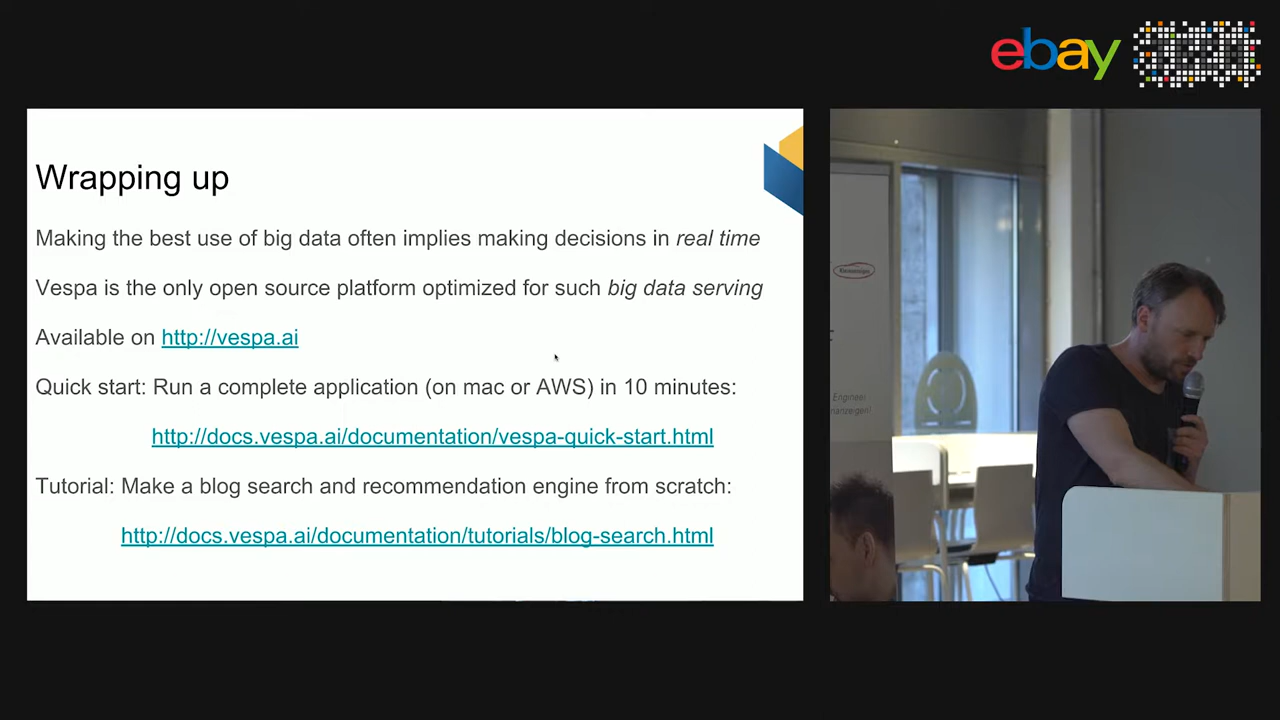 ebay
Wrapping up
Making the best use of big data often implies making decisions in real time
Vespa is the only open source platform optimized for such big data serving
Available on http://vespa.ai
Quick start: Run a complete application (on mac or AWS) in 10 minutes:
http://docs.vespa.ai/documentation/vespa-quick-start.html
Tutorial: Make a blog search and recommendation engine from scratch:
http://docs.vespa.ai/documentation/tutorials/blog-search.html